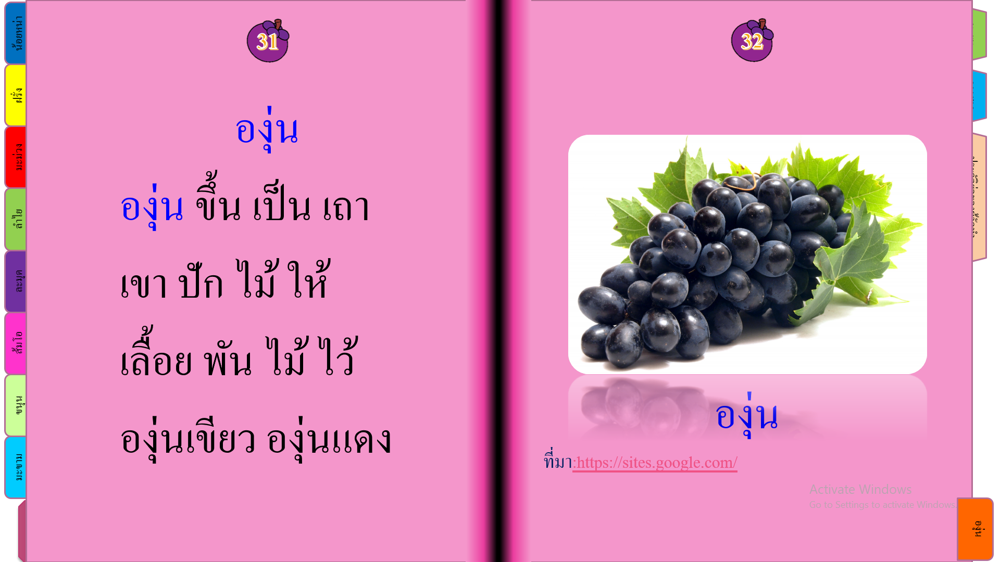 น้อยหน่า
ฝรั่ง
มะม่วง
ลำไย
ละมุด
ส้มโอ
ขนุน
มะขาม
31
องุ่น
องุ่น ขึ้น เป็น เถา
เขา ปัก ไม้ ให้
เลื้อย พัน ไม้ ไว้
องุ่นเขียว องุ่นแดง
32
องุ่น
ที่มา:https://sites.google.com/
Activate Windows
Go to Settings to activate Windows.
องุ่น